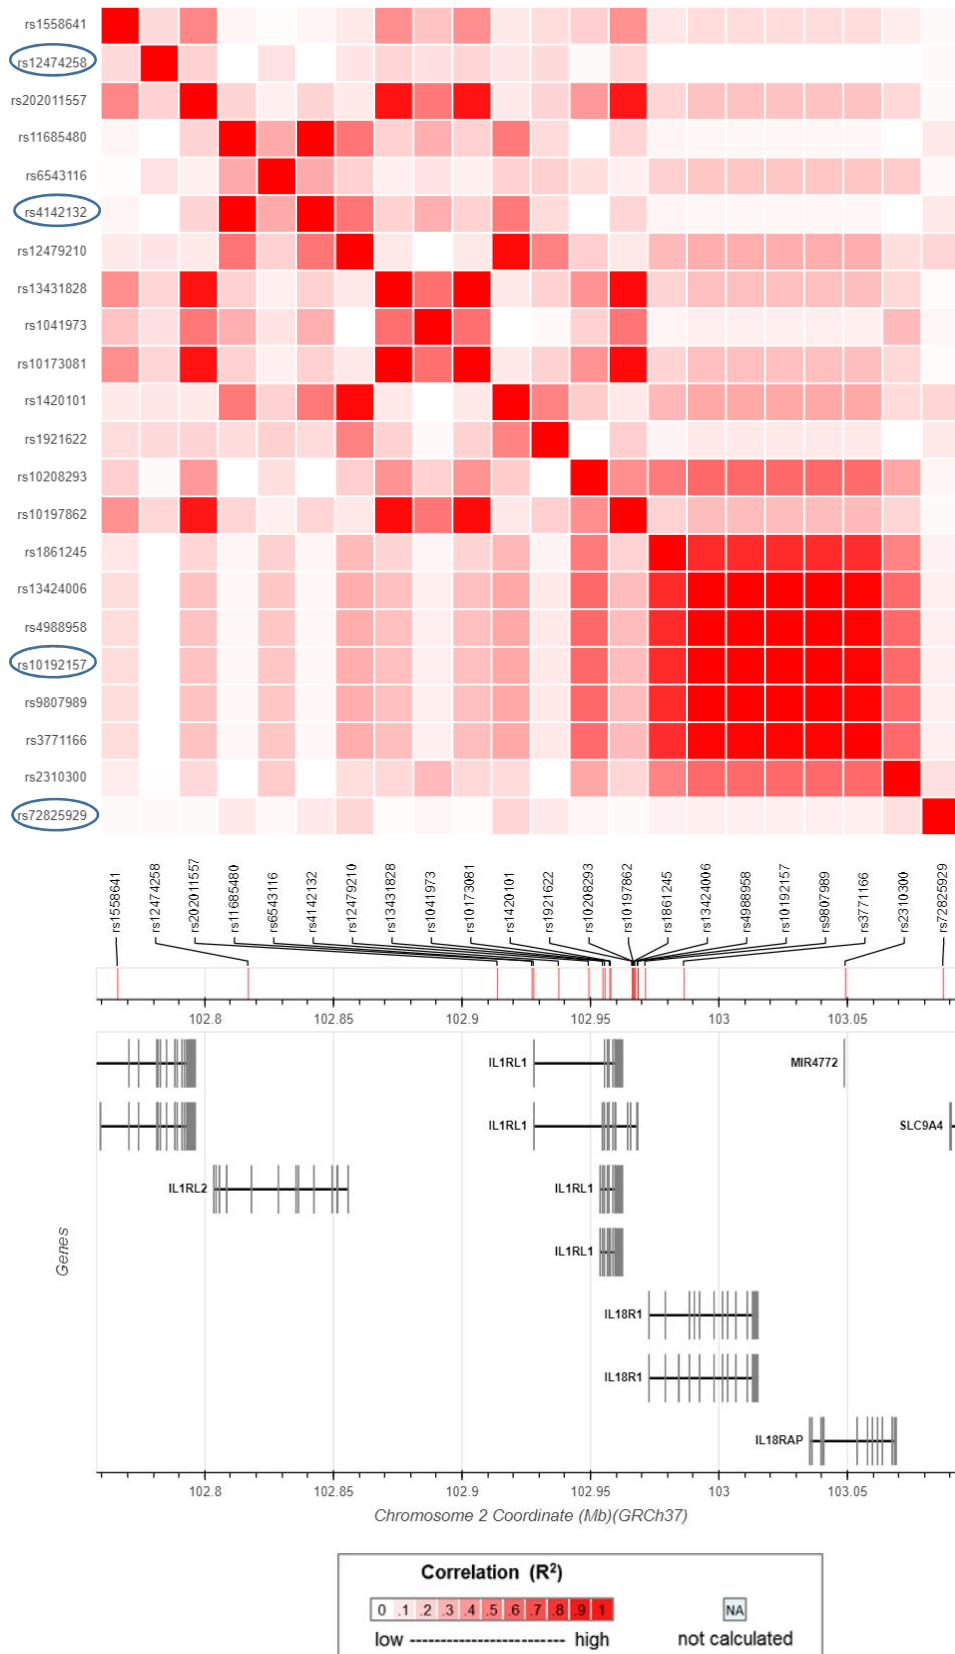 rs1558641
rs12474258
rs202011557
rs11685480
rs6543116
rs4142132
rs12479210
rs13431828
rs1041973
rs10173081
rs1420101
rs1921622
rs10208293
rs10197862
rs1861245
rs13424006
rs4988958
rs10192157
rs9807989
rs3771166
rs2310300
rs72825929
rs1558641 rs12474258 rs202011557 rs11685480 rs6543116 rs4142132 rs12479210 rs13431828 rs1041973 rs10173081 rs1420101 rs1921622 rs10208293 rs10197862 rs1861245 rs13424006 rs4988958 rs10192157 rs9807989 rs3771166 rs2310300 rs72825929
102.8 102.85 102.9 102.95 103 103.05
IL1RL1 MIR4772
IL1RL1 SLC9A4
IL1RL2 IL1RL1
IL1RL1
Genes
IL18R1
IL18R1
IL18RAP
102.8 102.85 102.9 102.95 103 103.05
Chromosome 2 Coordinate (Mb)(GRCh37)
Correlation (R²)
0 .1 .2 .3 .4 .5 .6 .7 .8 .9 1 NA
low ---------------------- high not calculated